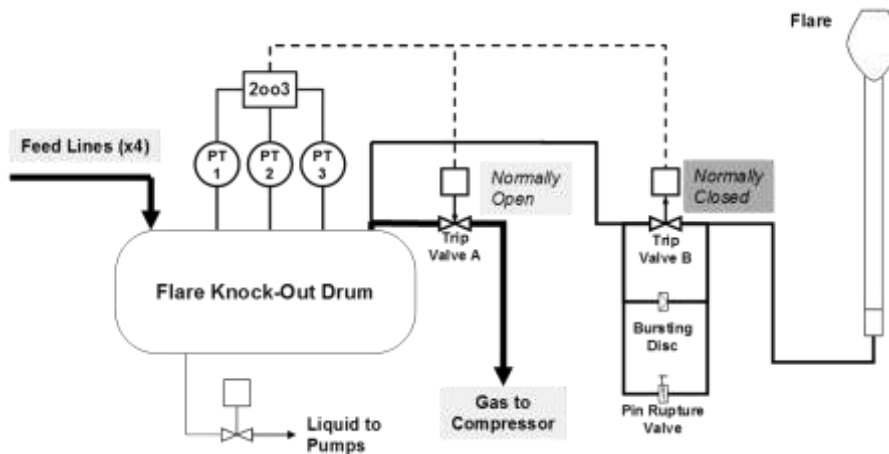 Flare
2oo3
Feed Lines (x4)
PT
1
PT
2
PT
3
Normally
Open
Normally
Closed
Trip
Valve A
Trip
Valve B
Flare Knock-Out Drum
Bursting
Disc
Gas to
Compressor
Pin Rupture
Valve
Liquid to
Pumps